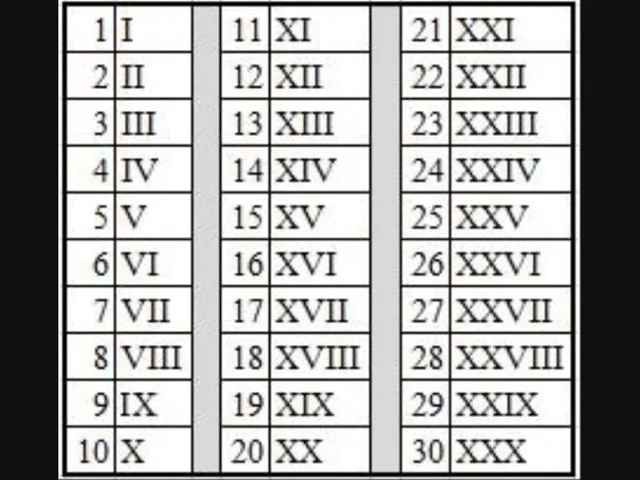 1 I 11 XI 21 XXI
2 II 12 XII 22 XXII
3 III 13 XIII 23 XXIII
4 IV 14 XIV 24 XXIV
5 V 15 XV 25 XXV
6 VI 16 XVI 26 XXVI
7 VII 17 XVII 27 XXVII
8 VIII 18 XVIII 28 XXVIII
9 IX 19 XIX 29 XXIX
10 X 20 XX 30 XXX